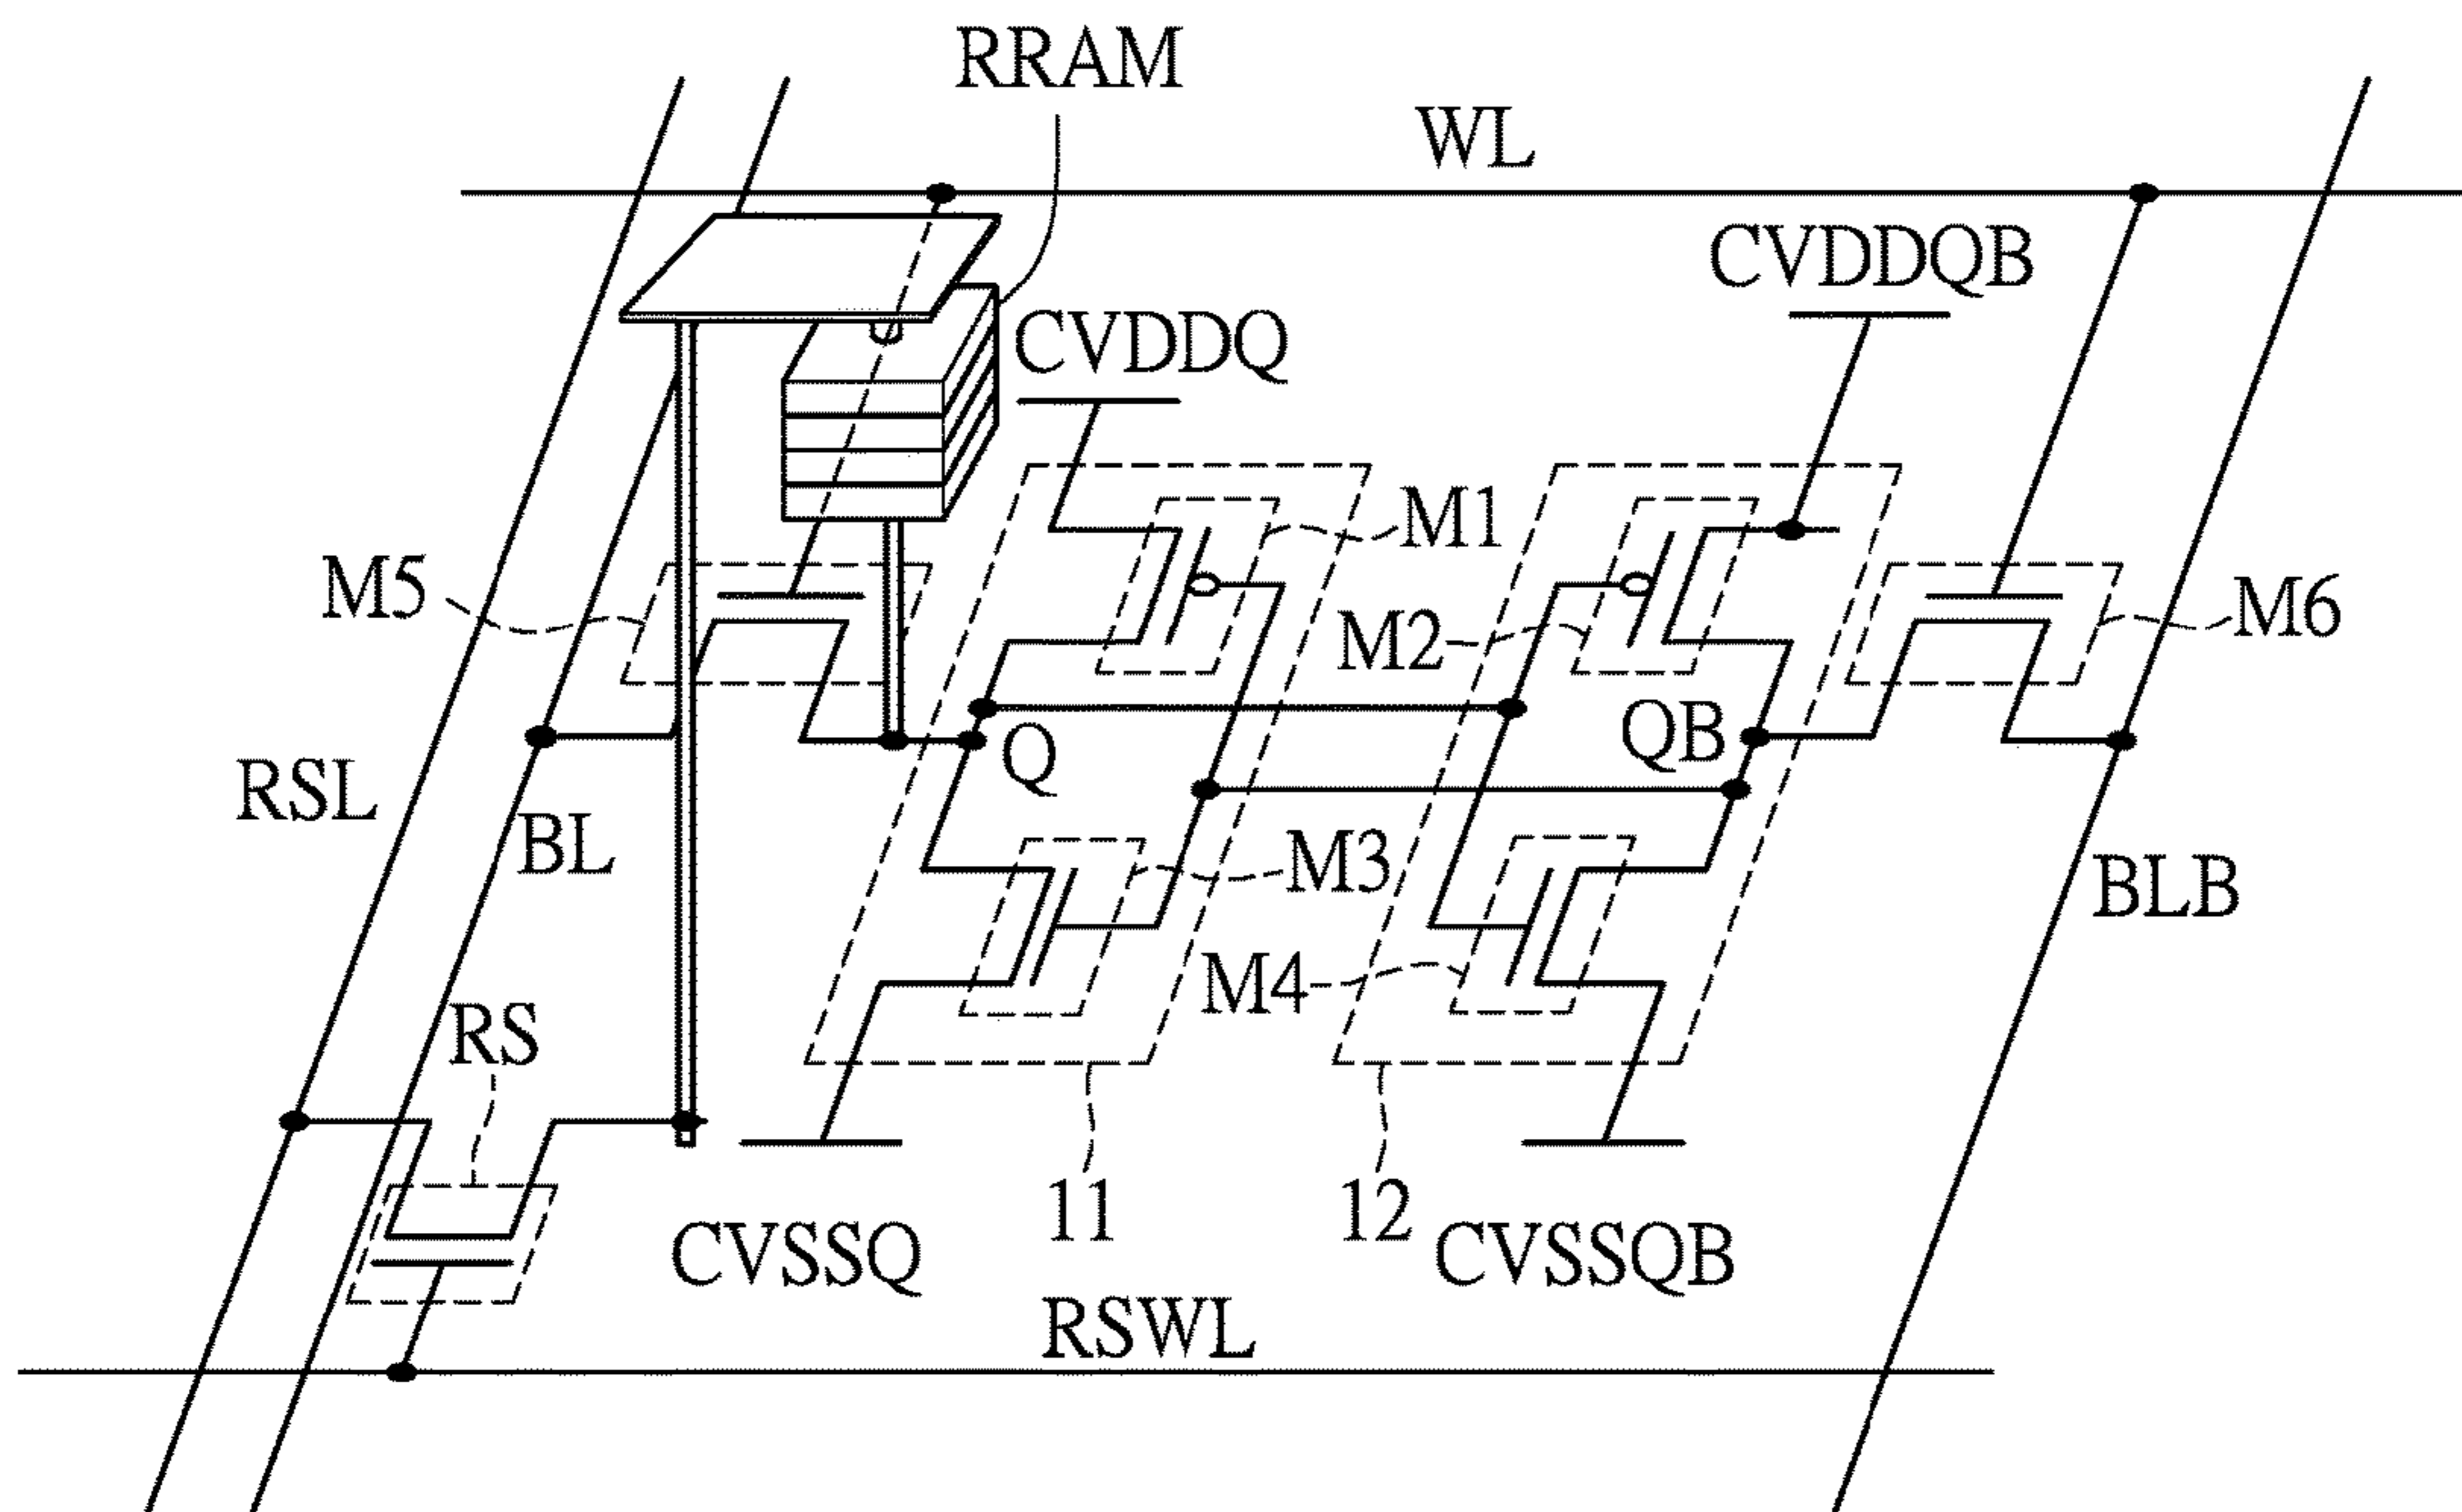 RRAM
WL
CVDDQB
CVDDQ
M1
M5
M2
M6
QB
Q
RSL
BL
M3
BLB
M4
RS
11
12
CVSSQ
CVSSQB
RSWL